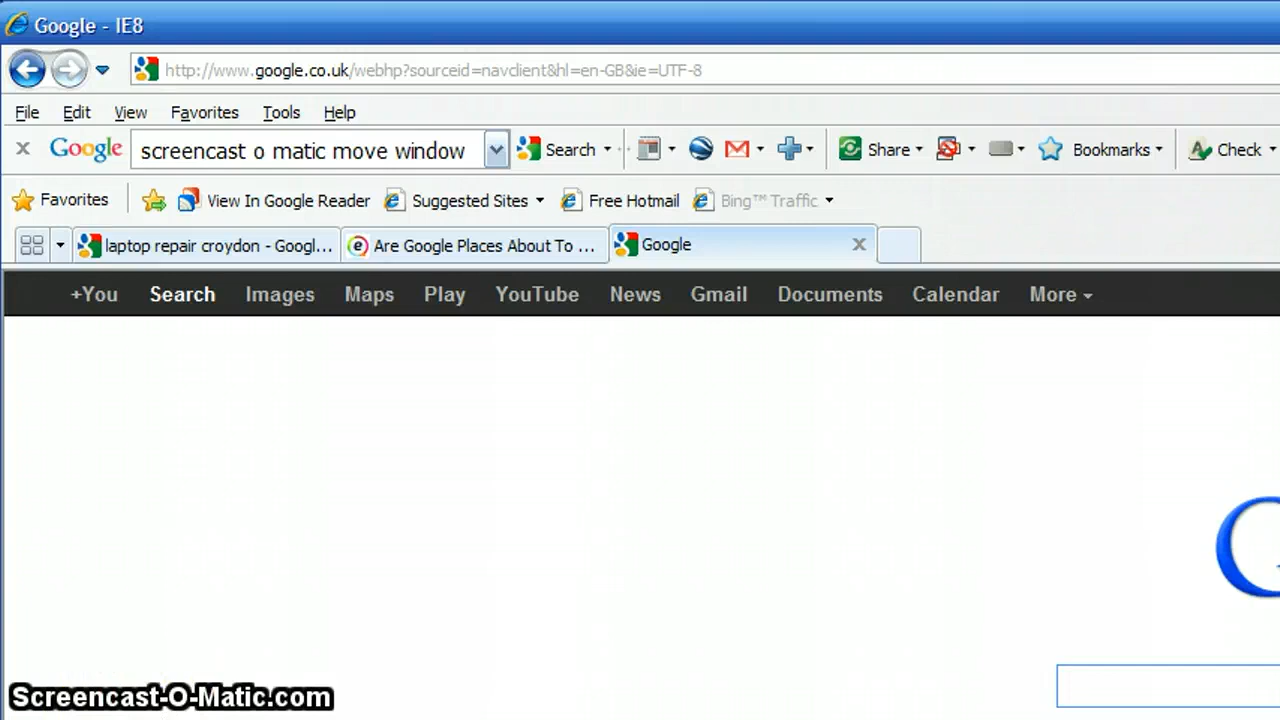 Google - IE8
http://www.google.co.uk/webhp?sourceid=navclient&hl=en-GB&ie=UTF-8
File Edit View Favorites Tools Help
Google screencast o matic move window Search Share Bookmarks Check
Favorites View In Google Reader Suggested Sites Free Hotmail Bing™ Traffic
laptop repair croydon - Googl... Are Google Places About To ... Google
+You Search Images Maps Play YouTube News Gmail Documents Calendar More
G
Screencast-O-Matic.com